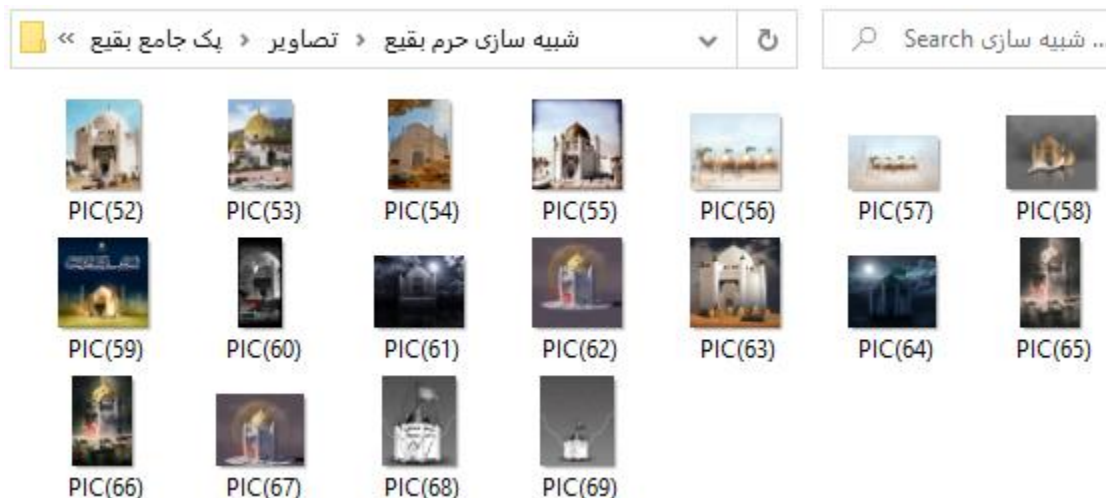 پک جامع بقیع › تصاویر › شبیه سازی حرم بقیع
Search شبیه سازی ...
PIC(52) PIC(53) PIC(54) PIC(55) PIC(56) PIC(57) PIC(58)
PIC(59) PIC(60) PIC(61) PIC(62) PIC(63) PIC(64) PIC(65)
PIC(66) PIC(67) PIC(68) PIC(69)